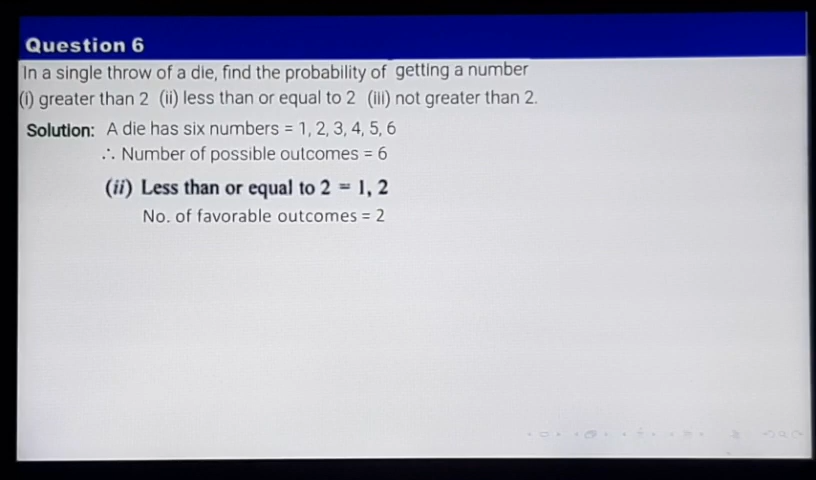 Question 6
In a single throw of a die, find the probability of getting a number
(i) greater than 2 (ii) less than or equal to 2 (iii) not greater than 2.
Solution: A die has six numbers = 1, 2, 3, 4, 5, 6
∴ Number of possible outcomes = 6
(ii) Less than or equal to 2 = 1, 2
No. of favorable outcomes = 2